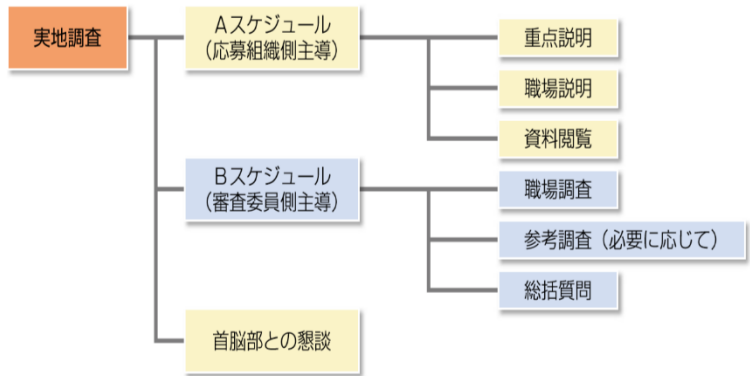 実地調査
Aスケジュール
(応募組織側主導)
重点説明
職場説明
資料閲覧
Bスケジュール
(審査委員側主導)
職場調査
参考調査(必要に応じて)
総括質問
首脳部との懇談